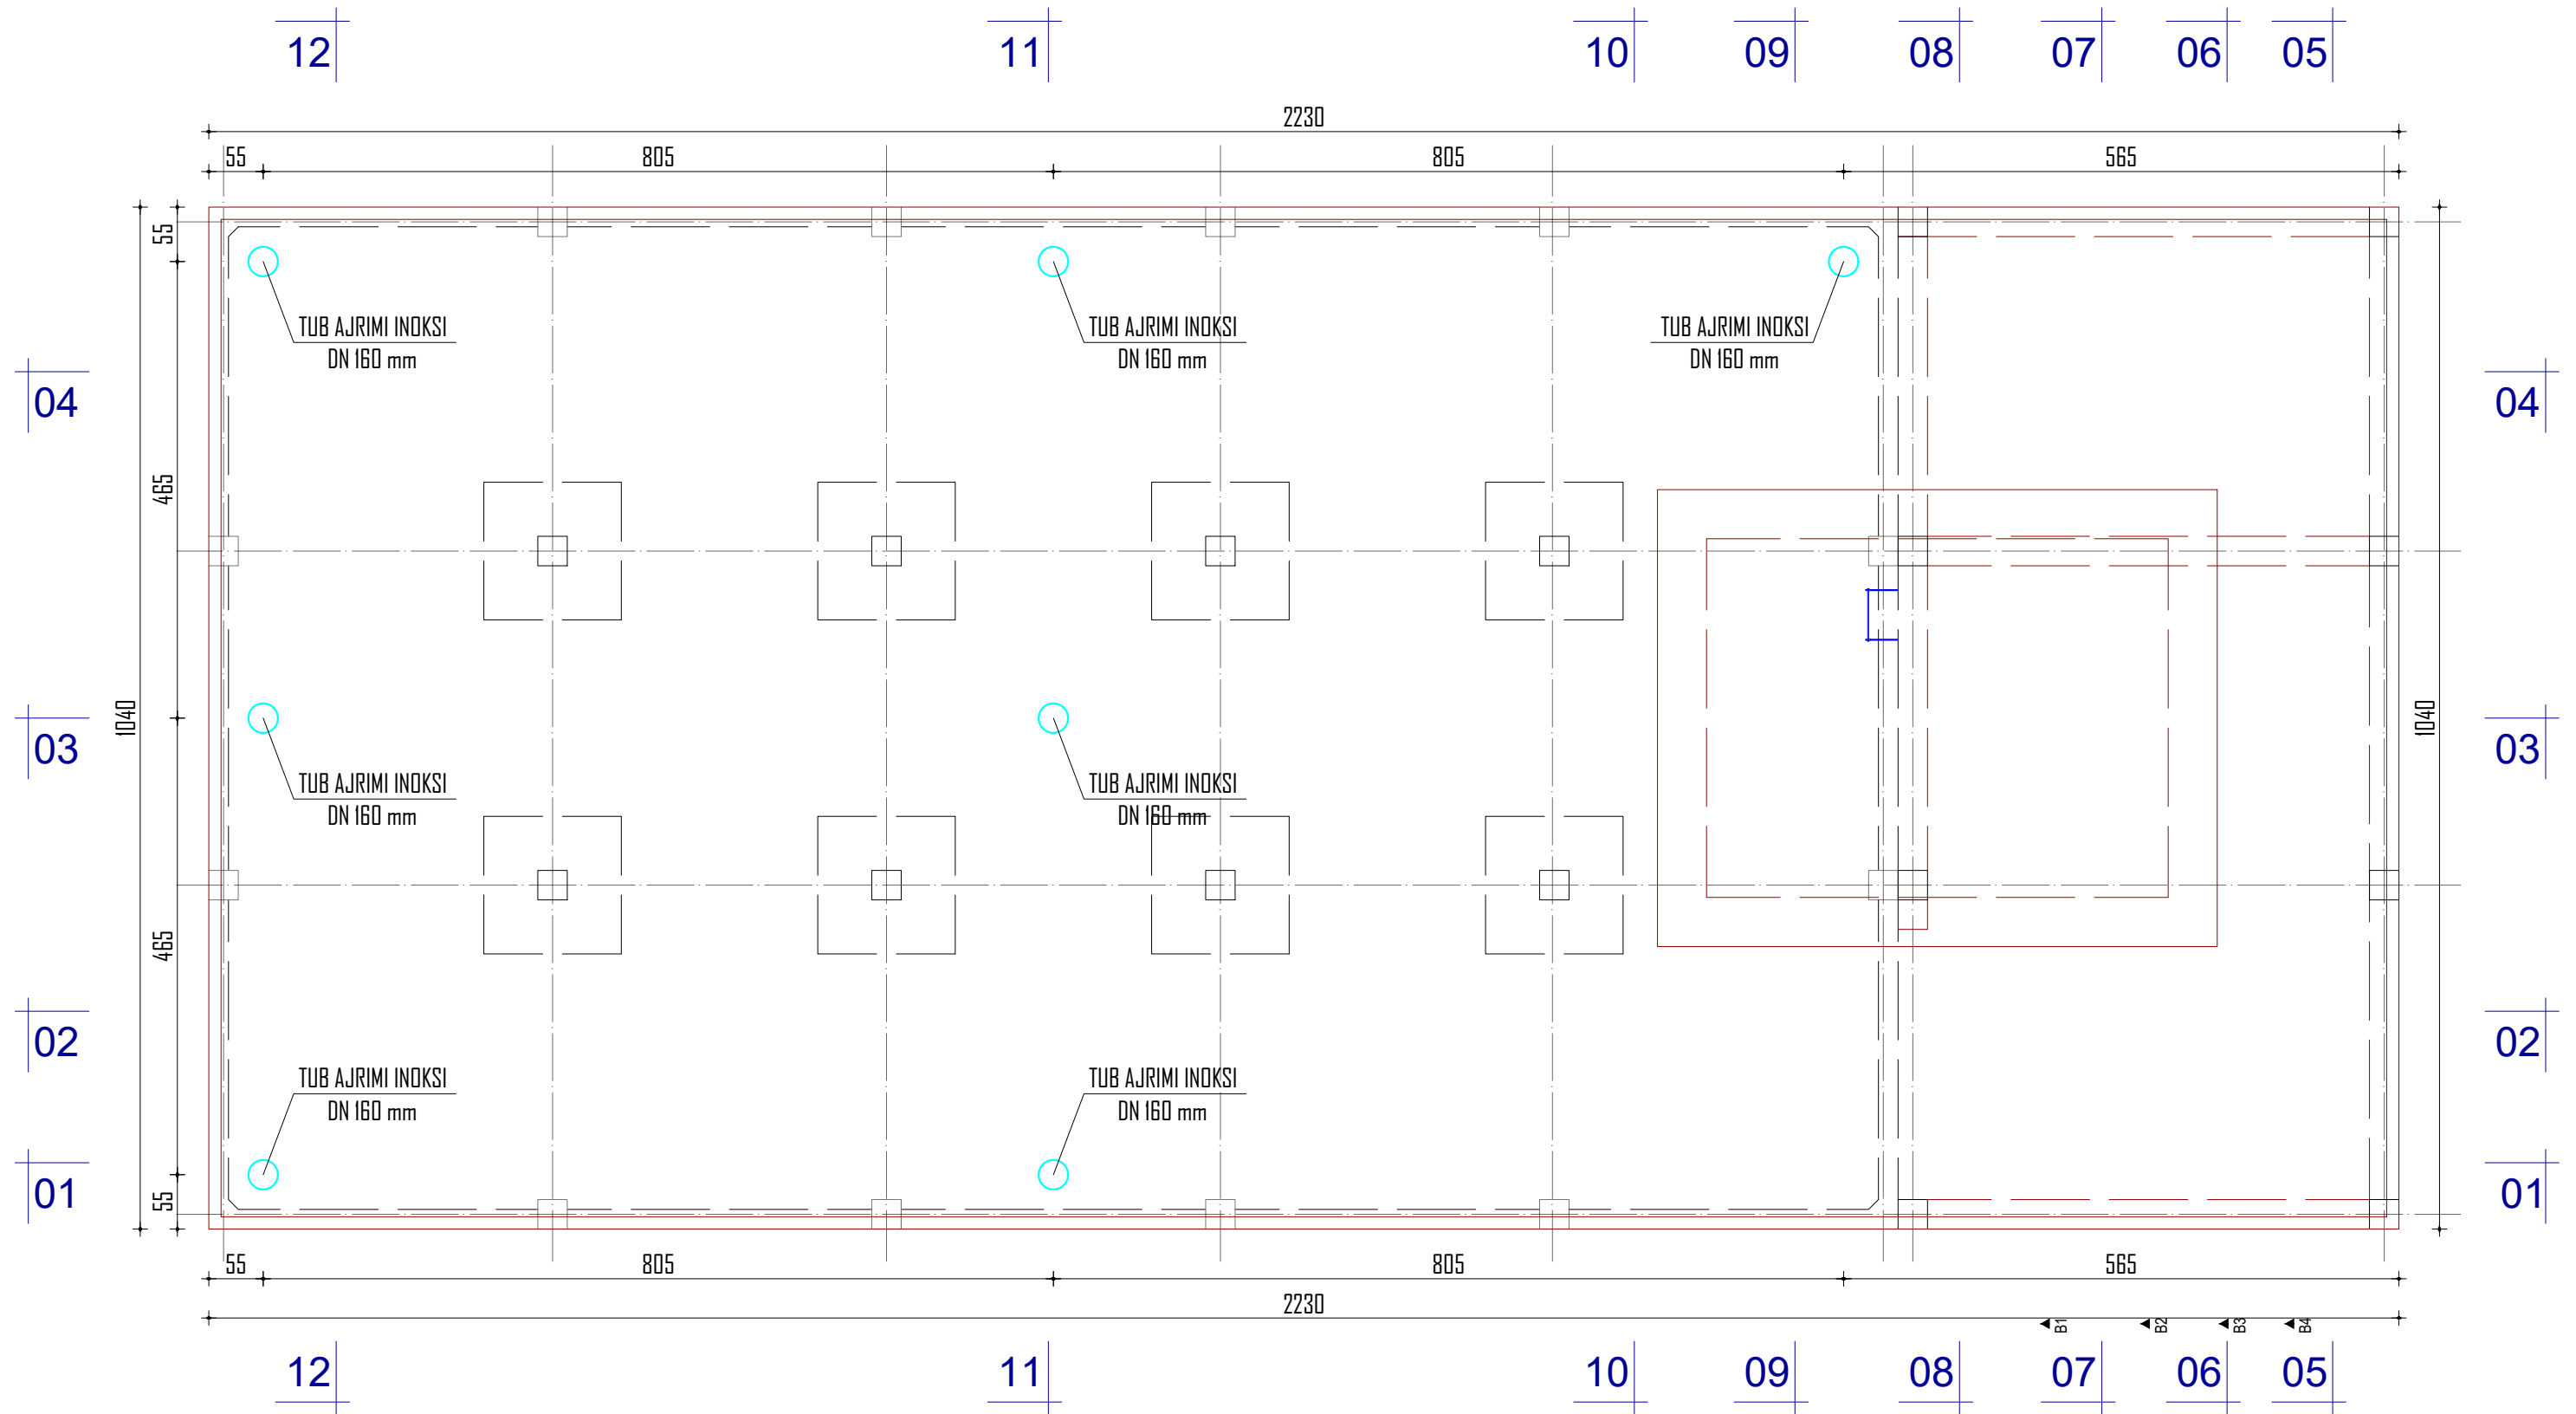 12 11 10 09 08 07 06 05
2230
55 805 805 565
55
TUB AJRIMI INOKSI
DN 160 mm
TUB AJRIMI INOKSI
DN 160 mm
TUB AJRIMI INOKSI
DN 160 mm
04 04
465
1040 1040
03 03
TUB AJRIMI INOKSI
DN 160 mm
TUB AJRIMI INOKSI
DN 160 mm
465
02 02
TUB AJRIMI INOKSI
DN 160 mm
TUB AJRIMI INOKSI
DN 160 mm
01 01
55
55 805 805 565
2230
B1 B2 B3 B4
12 11 10 09 08 07 06 05